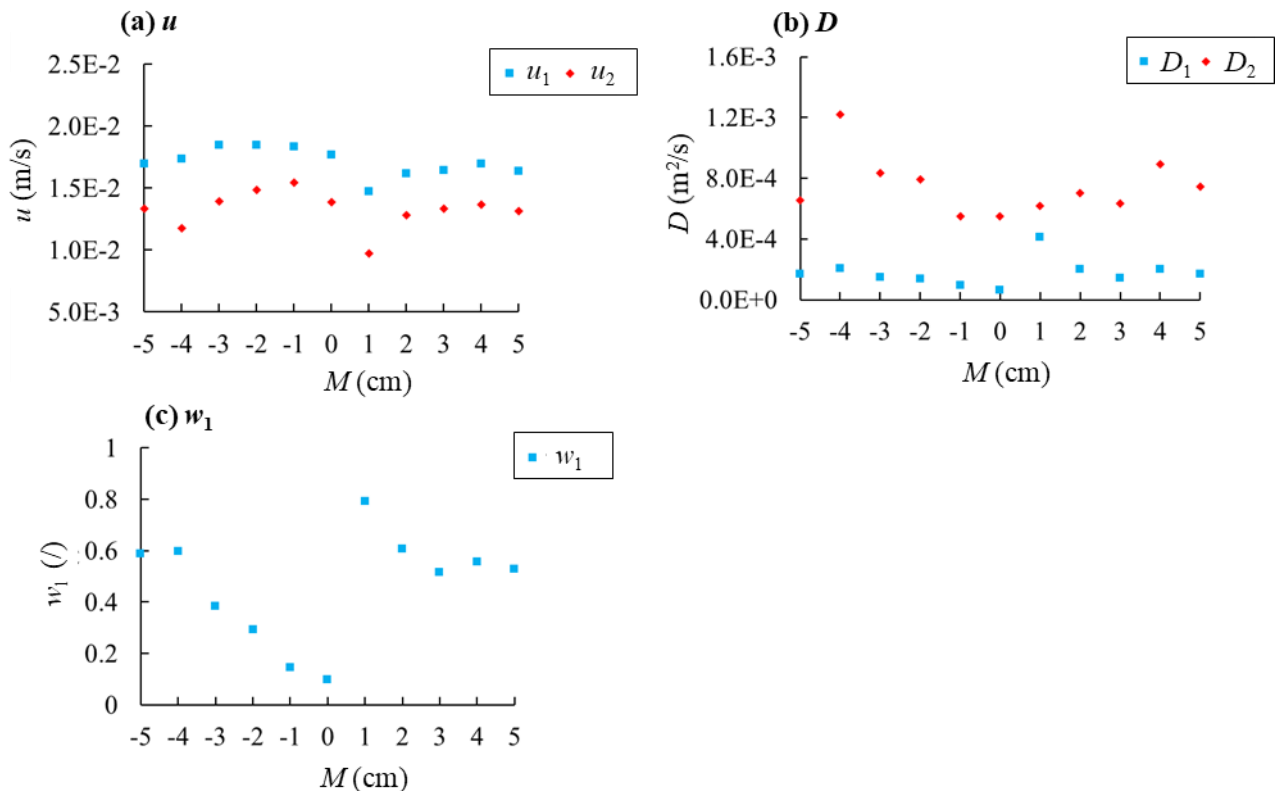 (a) u
u₁ u₂
2.5E-2
2.0E-2
1.5E-2
1.0E-2
5.0E-3
u (m/s)
-5 -4 -3 -2 -1 0 1 2 3 4 5
M (cm)
(b) D
D₁ D₂
1.6E-3
1.2E-3
8.0E-4
4.0E-4
0.0E+0
D (m²/s)
-5 -4 -3 -2 -1 0 1 2 3 4 5
M (cm)
(c) w₁
w₁
1
0.8
0.6
0.4
0.2
0
w₁ (/)
-5 -4 -3 -2 -1 0 1 2 3 4 5
M (cm)